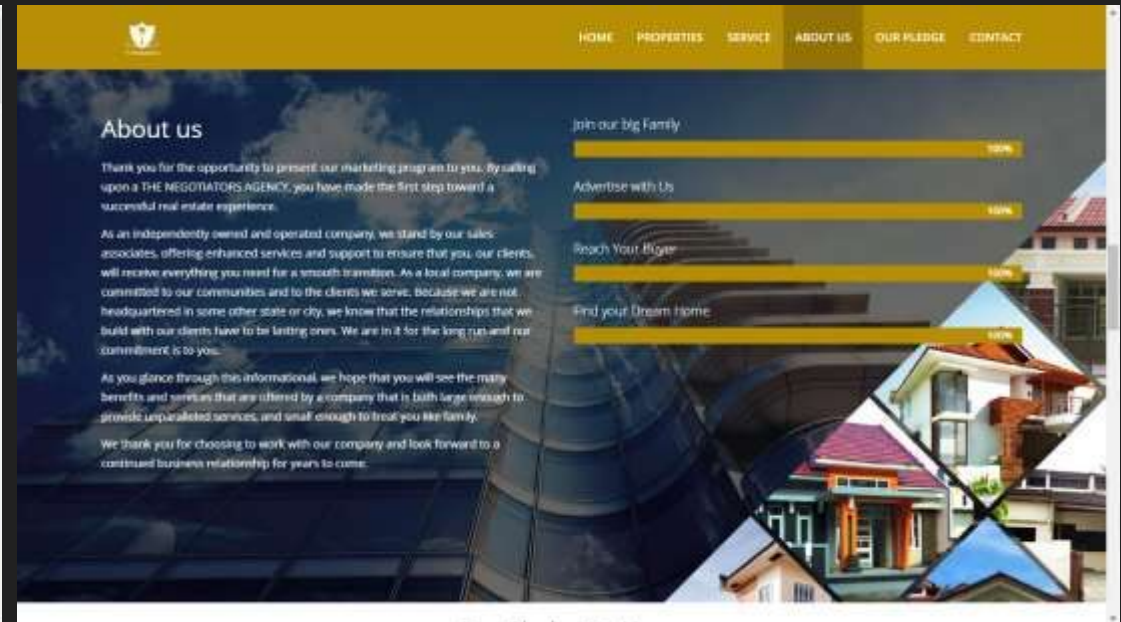 HOME PROPERTIES SERVICE ABOUT US OUR PLEDGE CONTACT
About us
Thank you for the opportunity to present our marketing program to you. By calling
upon a THE NEGOTIATORS AGENCY, you have made the first step toward a
successful real estate experience.
As an independently owned and operated company, we stand by our sales
associates, offering enhanced services and support to ensure that you, our clients,
will receive everything you need for a smooth transition. As a local company, we are
committed to our communities and to the clients we serve. Because we are not
headquartered in some other state or city, we know that the relationships that we
build with our clients have to be lasting ones. We are in it for the long run and our
commitment is to you.
As you glance through this informational, we hope that you will see the many
benefits and services that are offered by a company that is both large enough to
provide unparalleled services, and small enough to treat you like family.
We thank you for choosing to work with our company and look forward to a
continued business relationship for years to come.
Join our big Family
100%
Advertise with Us
100%
Reach Your Buyer
100%
Find your Dream Home
100%